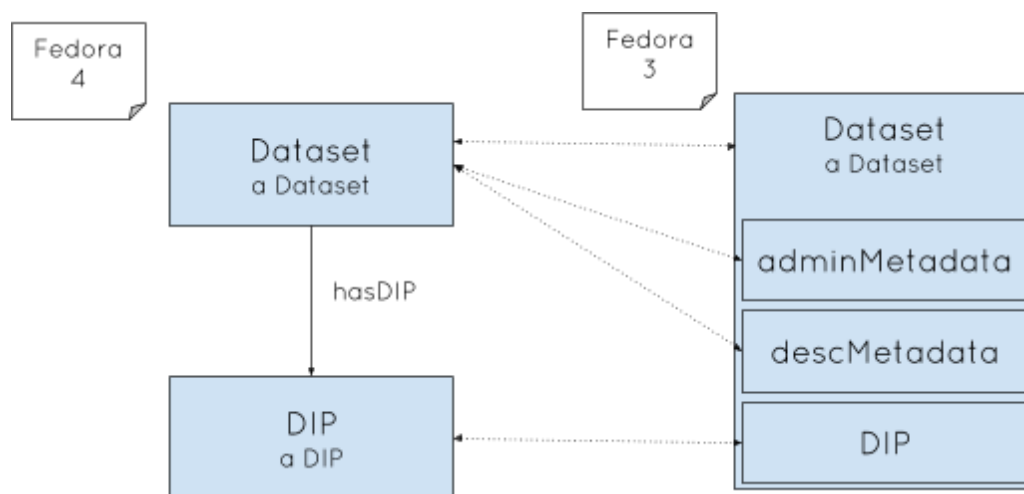 Fedora
4
Fedora
3
Dataset
a Dataset
Dataset
a Dataset
adminMetadata
hasDIP
descMetadata
DIP
a DIP
DIP